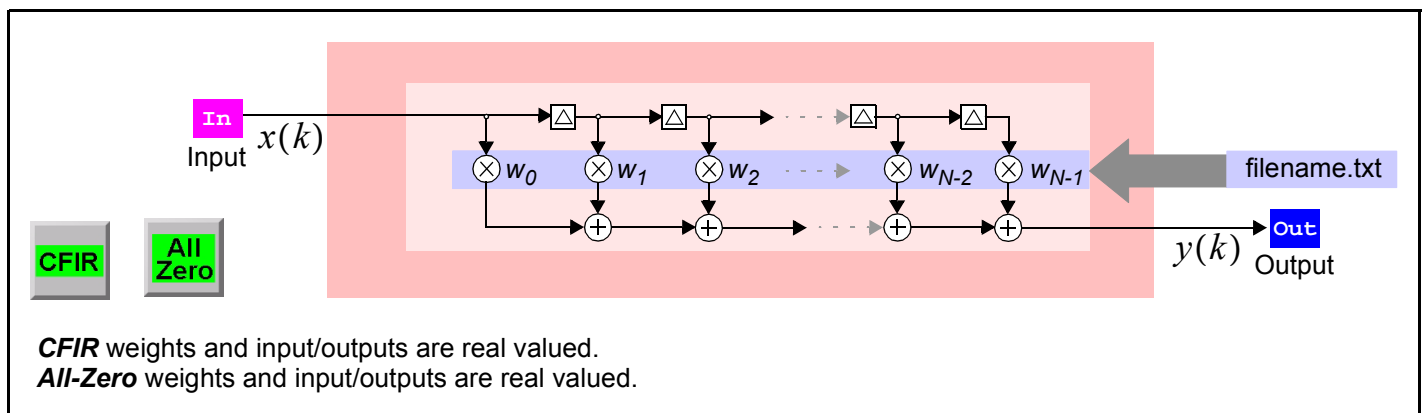 In
Input
x(k)
w0
w1
w2
wN-2
wN-1
filename.txt
CFIR
All
Zero
y(k)
Out
Output
CFIR weights and input/outputs are real valued.
All-Zero weights and input/outputs are real valued.